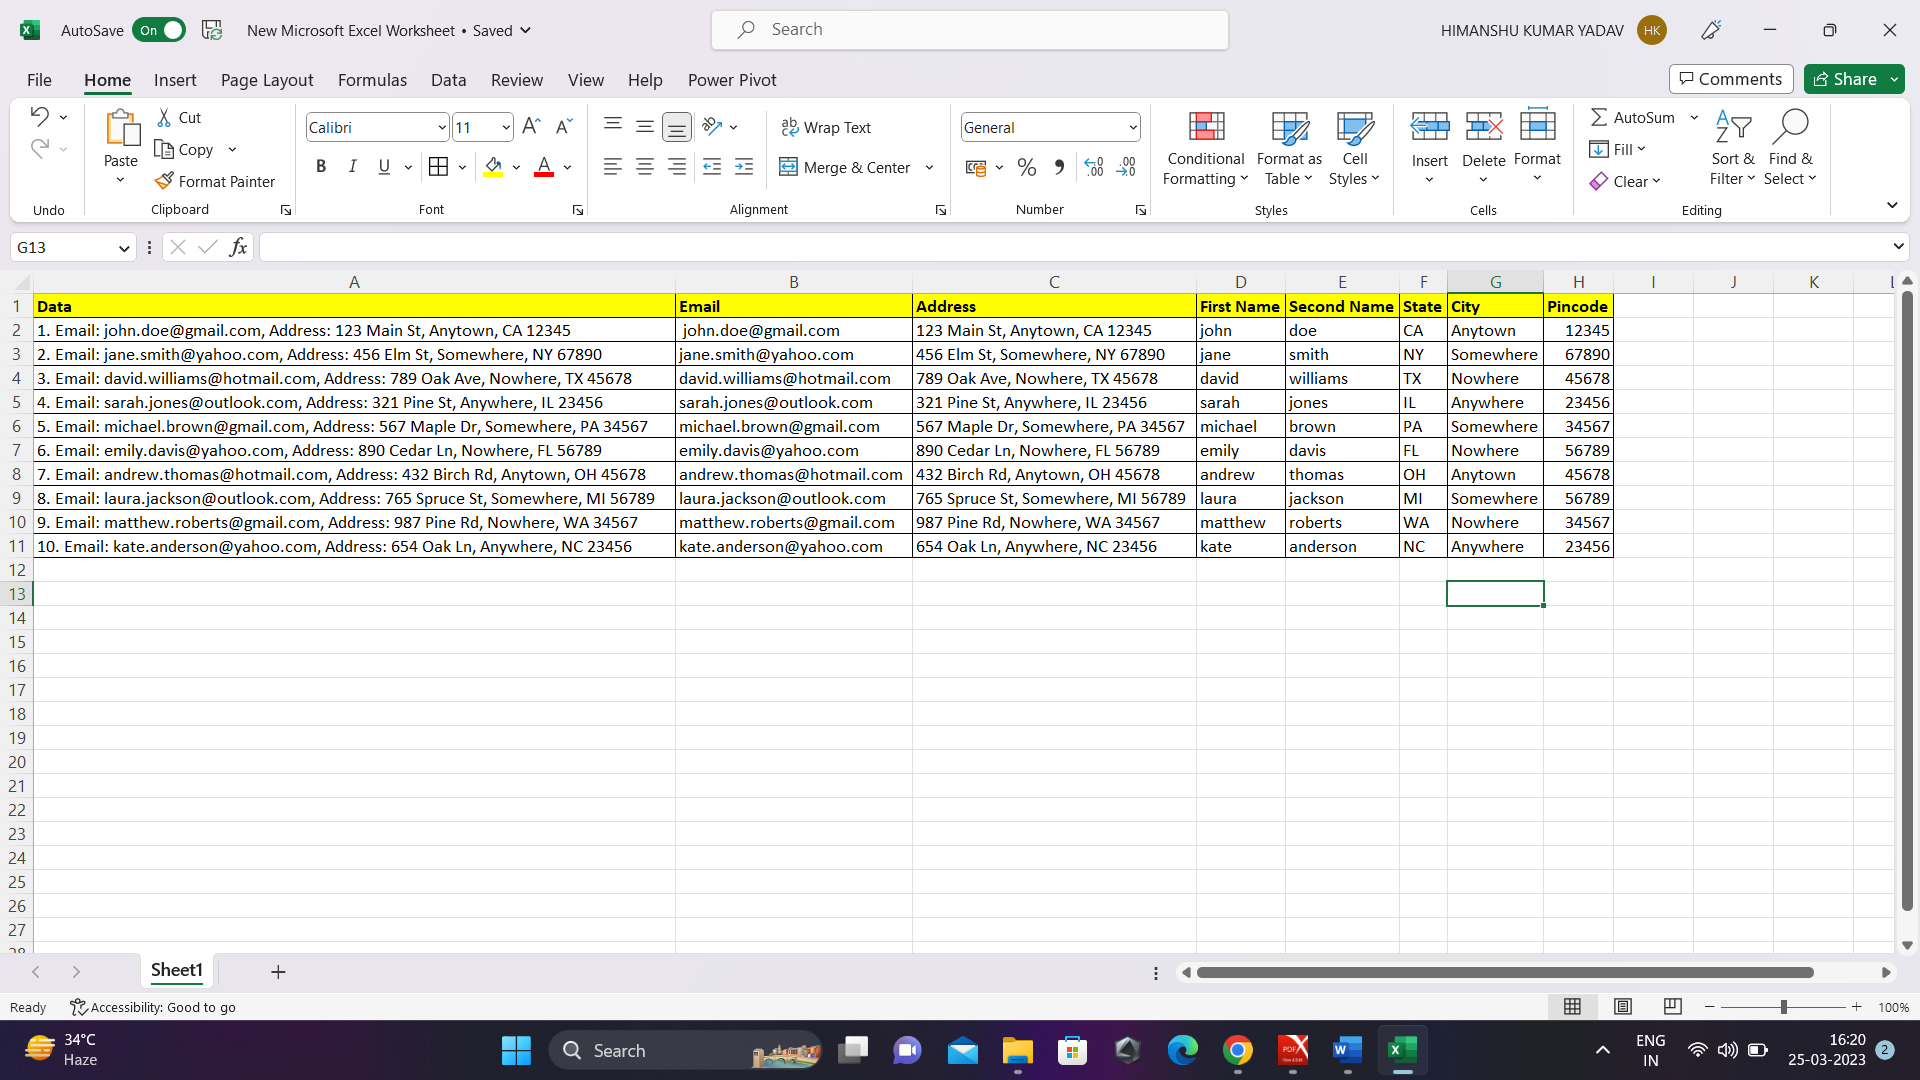 AutoSave On New Microsoft Excel Worksheet • Saved Search HIMANSHU KUMAR YADAV HK
File Home Insert Page Layout Formulas Data Review View Help Power Pivot Comments Share
Cut Calibri 11 Wrap Text General AutoSum
Paste Copy Conditional Formatting Format as Table Cell Styles Insert Delete Format Fill Sort & Filter Find & Select
Format Painter B I U A Merge & Center % Clear
Undo Clipboard Font Alignment Number Styles Cells Editing
G13 fx
A B C D E F G H I J K L
1 Data Email Address First Name Second Name State City Pincode
2 1. Email: john.doe@gmail.com, Address: 123 Main St, Anytown, CA 12345 john.doe@gmail.com 123 Main St, Anytown, CA 12345 john doe CA Anytown 12345
3 2. Email: jane.smith@yahoo.com, Address: 456 Elm St, Somewhere, NY 67890 jane.smith@yahoo.com 456 Elm St, Somewhere, NY 67890 jane smith NY Somewhere 67890
4 3. Email: david.williams@hotmail.com, Address: 789 Oak Ave, Nowhere, TX 45678 david.williams@hotmail.com 789 Oak Ave, Nowhere, TX 45678 david williams TX Nowhere 45678
5 4. Email: sarah.jones@outlook.com, Address: 321 Pine St, Anywhere, IL 23456 sarah.jones@outlook.com 321 Pine St, Anywhere, IL 23456 sarah jones IL Anywhere 23456
6 5. Email: michael.brown@gmail.com, Address: 567 Maple Dr, Somewhere, PA 34567 michael.brown@gmail.com 567 Maple Dr, Somewhere, PA 34567 michael brown PA Somewhere 34567
7 6. Email: emily.davis@yahoo.com, Address: 890 Cedar Ln, Nowhere, FL 56789 emily.davis@yahoo.com 890 Cedar Ln, Nowhere, FL 56789 emily davis FL Nowhere 56789
8 7. Email: andrew.thomas@hotmail.com, Address: 432 Birch Rd, Anytown, OH 45678 andrew.thomas@hotmail.com 432 Birch Rd, Anytown, OH 45678 andrew thomas OH Anytown 45678
9 8. Email: laura.jackson@outlook.com, Address: 765 Spruce St, Somewhere, MI 56789 laura.jackson@outlook.com 765 Spruce St, Somewhere, MI 56789 laura jackson MI Somewhere 56789
10 9. Email: matthew.roberts@gmail.com, Address: 987 Pine Rd, Nowhere, WA 34567 matthew.roberts@gmail.com 987 Pine Rd, Nowhere, WA 34567 matthew roberts WA Nowhere 34567
11 10. Email: kate.anderson@yahoo.com, Address: 654 Oak Ln, Anywhere, NC 23456 kate.anderson@yahoo.com 654 Oak Ln, Anywhere, NC 23456 kate anderson NC Anywhere 23456
12
13
14
15
16
17
18
19
20
21
22
23
24
25
26
27
28
Sheet1
Ready Accessibility: Good to go 100%
34°C Search ENG 16:20
Haze IN 25-03-2023 2